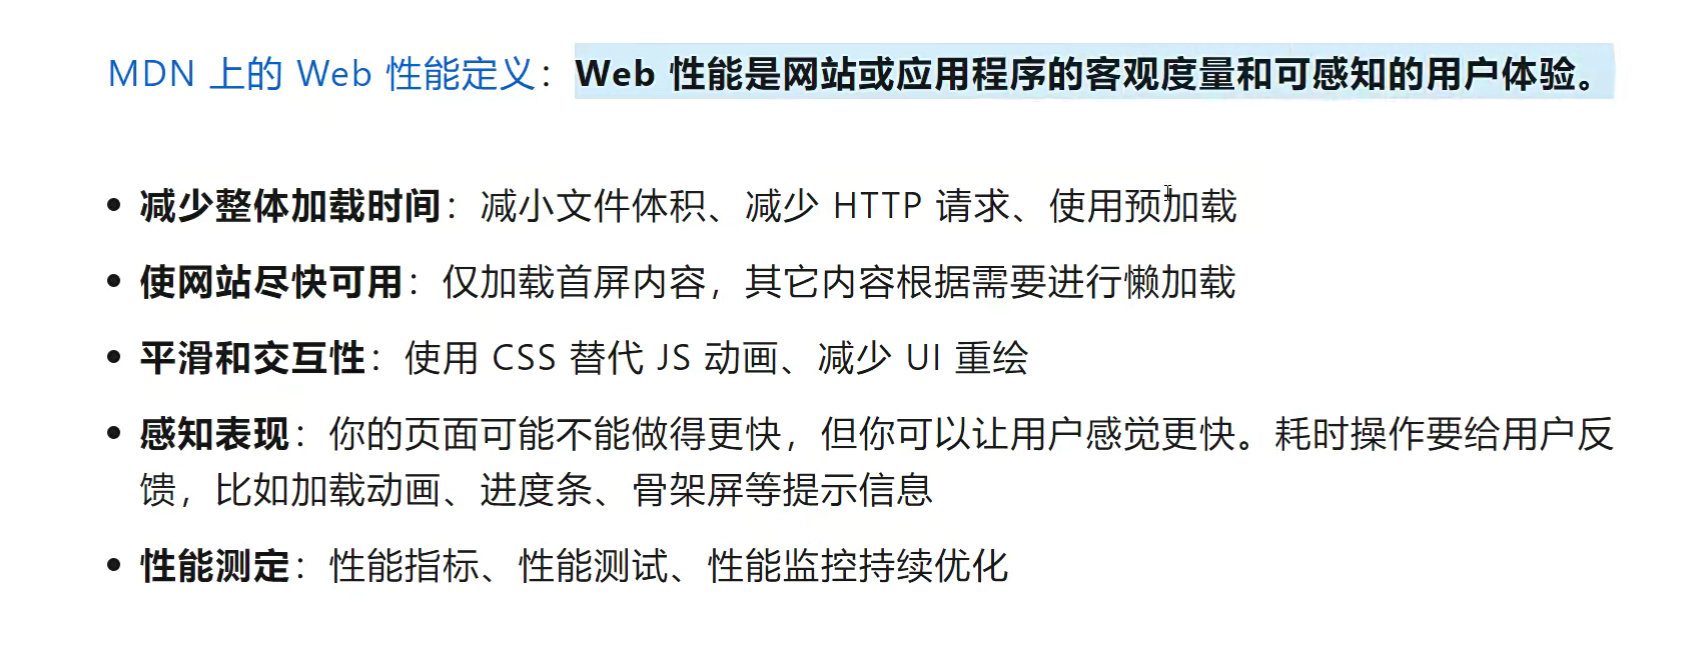 MDN 上的 Web 性能定义：Web 性能是网站或应用程序的客观度量和可感知的用户体验。
• 减少整体加载时间：减小文件体积、减少 HTTP 请求、使用预加载
• 使网站尽快可用：仅加载首屏内容，其它内容根据需要进行懒加载
• 平滑和交互性：使用 CSS 替代 JS 动画、减少 UI 重绘
• 感知表现：你的页面可能不能做得更快，但你可以让用户感觉更快。耗时操作要给用户反
馈，比如加载动画、进度条、骨架屏等提示信息
• 性能测定：性能指标、性能测试、性能监控持续优化